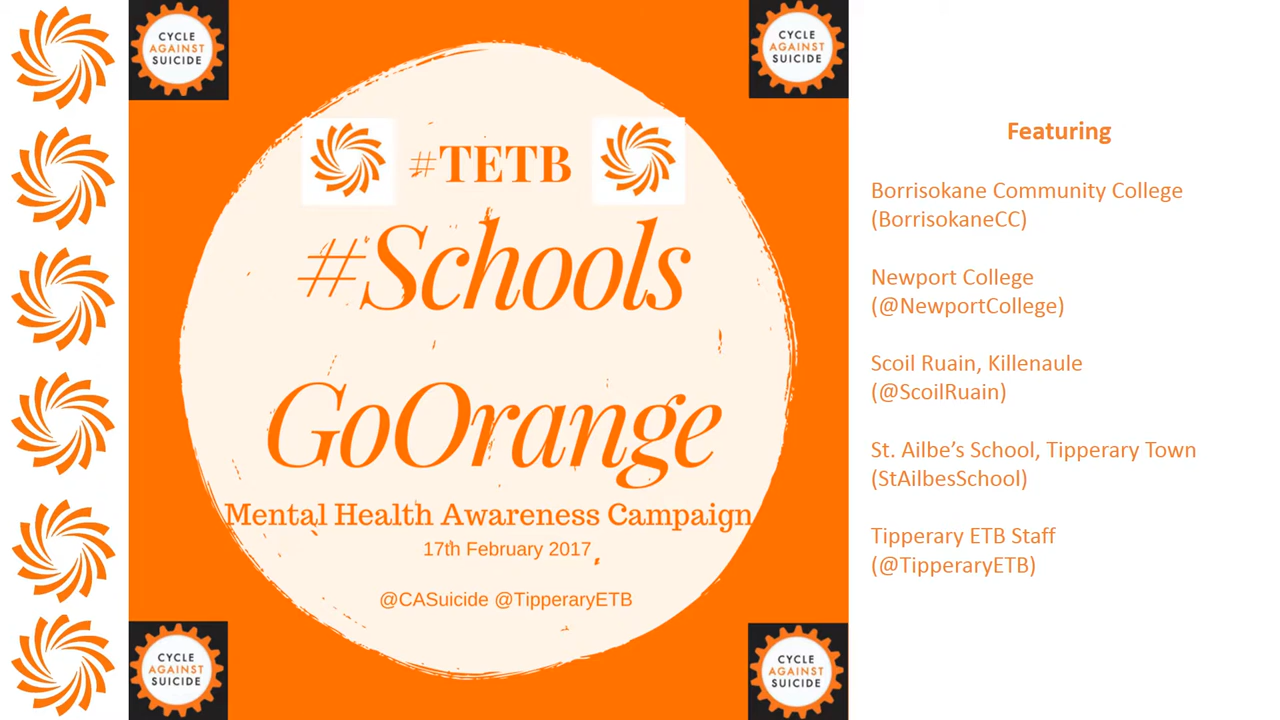 CYCLE
AGAINST
SUICIDE
CYCLE
AGAINST
SUICIDE
#TETB
#Schools
GoOrange
Mental Health Awareness Campaign
17th February 2017
@CASuicide @TipperaryETB
CYCLE
AGAINST
SUICIDE
CYCLE
AGAINST
SUICIDE
Featuring
Borrisokane Community College
(BorrisokaneCC)
Newport College
(@NewportCollege)
Scoil Ruain, Killenaule
(@ScoilRuain)
St. Ailbe’s School, Tipperary Town
(StAilbesSchool)
Tipperary ETB Staff
(@TipperaryETB)